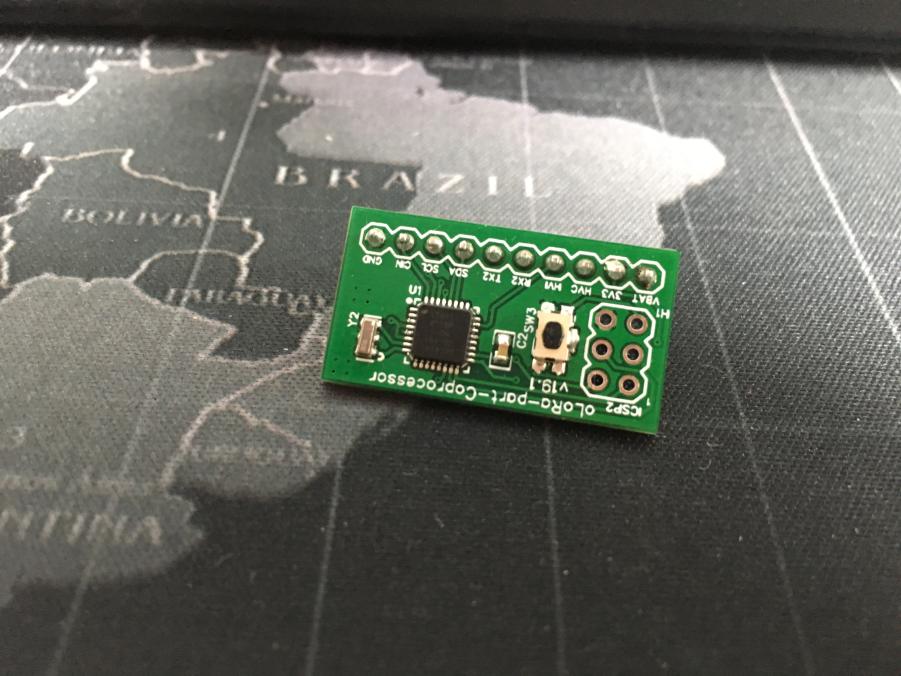 BRAZIL
BOLIVIA
PARAGUAY
GND CIN SCL SDA TX2 RX2 HVI HVC 3V3 VBAT
H1
U1
Y2
C2 SW3
v19.1
ICSP2
1
oLoRa-part-Coprocessor
NTINA